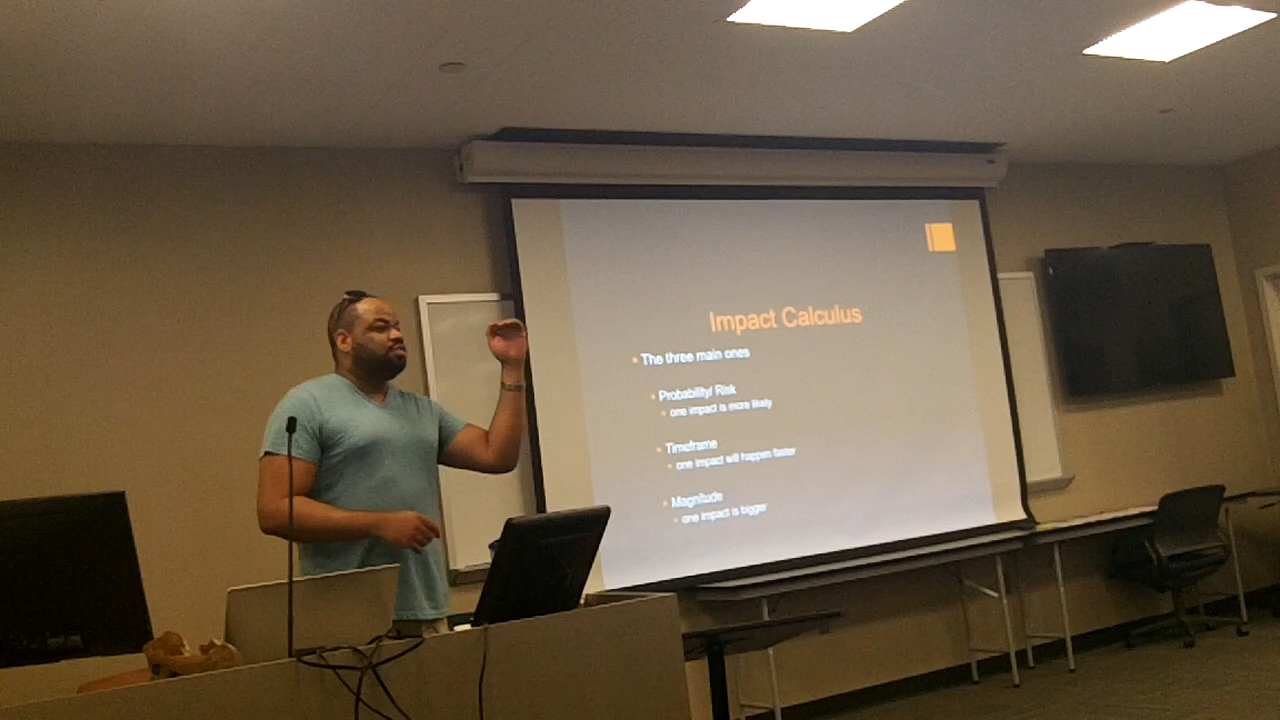 Impact Calculus
The three main ones
Probability/ Risk
one impact is more likely
Timeframe
one impact will happen faster
Magnitude
one impact is bigger